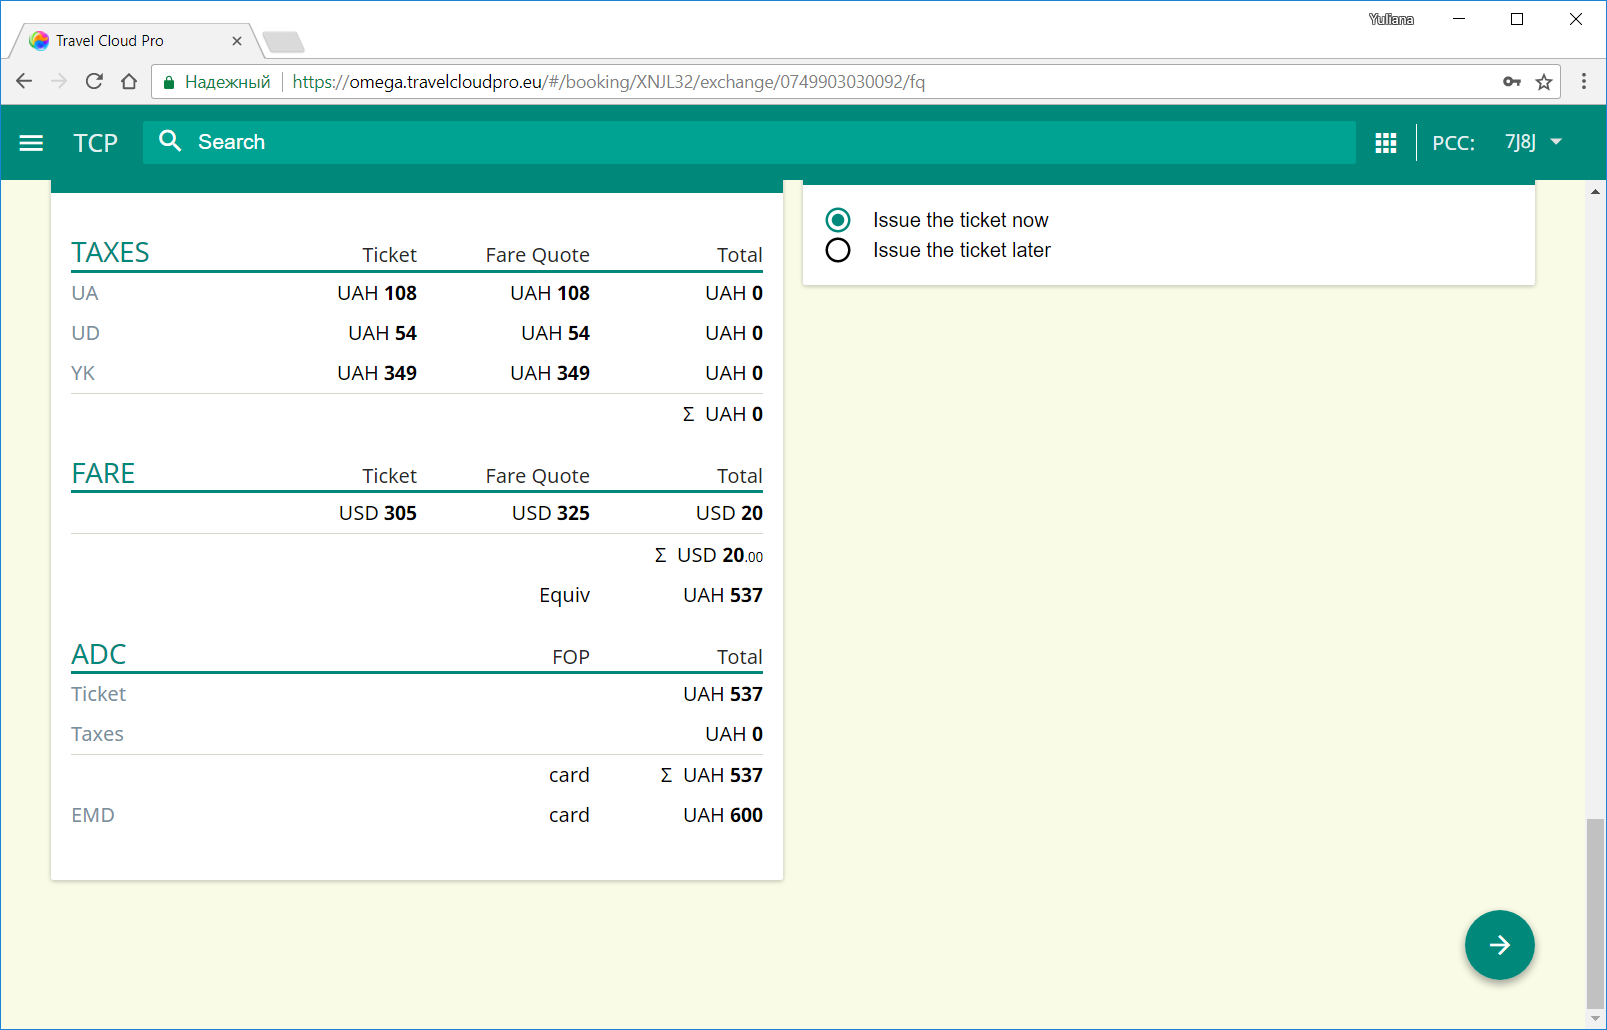 Yuliana
Travel Cloud Pro
Надежный https://omega.travelcloudpro.eu/#/booking/XNJL32/exchange/0749903030092/fq
TCP Search PCC: 7J8J
Issue the ticket now
Issue the ticket later
TAXES Ticket Fare Quote Total
UA UAH 108 UAH 108 UAH 0
UD UAH 54 UAH 54 UAH 0
YK UAH 349 UAH 349 UAH 0
Σ UAH 0
FARE Ticket Fare Quote Total
USD 305 USD 325 USD 20
Σ USD 20.00
Equiv UAH 537
ADC FOP Total
Ticket UAH 537
Taxes UAH 0
card Σ UAH 537
EMD card UAH 600